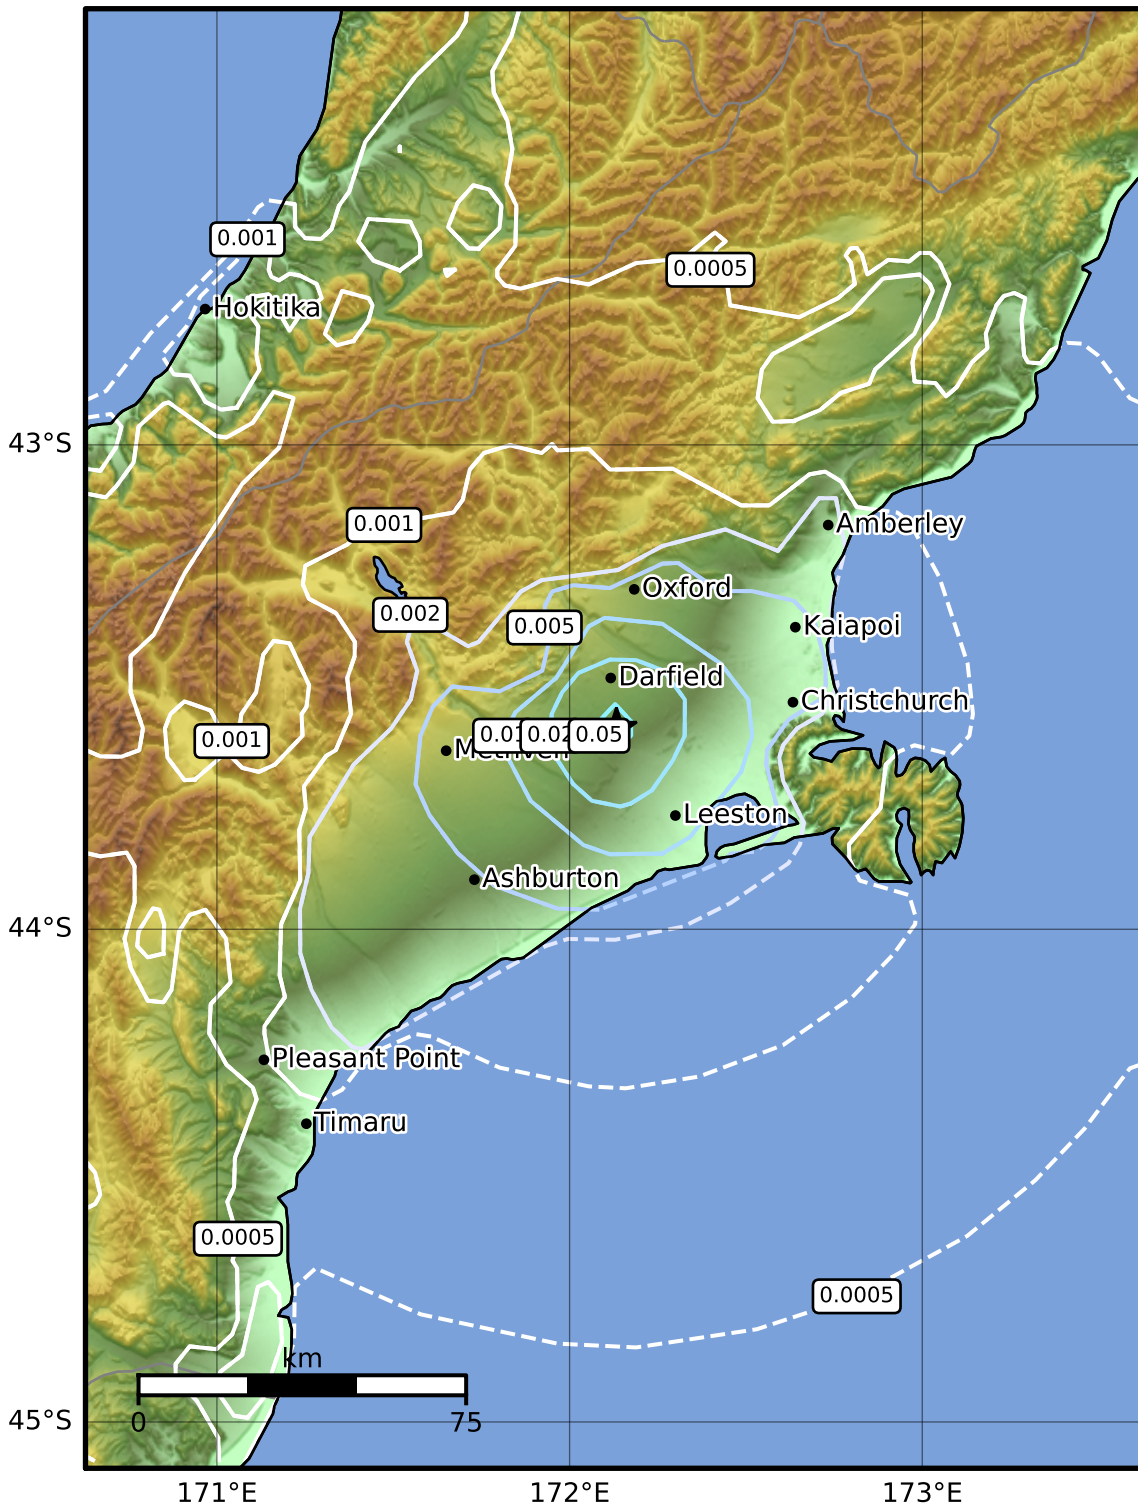 0.001
0.0005
Hokitika
43°S
0.001
Amberley
Oxford
0.002
0.005
Kaiapoi
Darfield
Christchurch
0.001
0.05
Leeston
Ashburton
44°S
Pleasant Point
Timaru
0.0005
0.0005
km
0
75
45°S
171°E
172°E
173°E